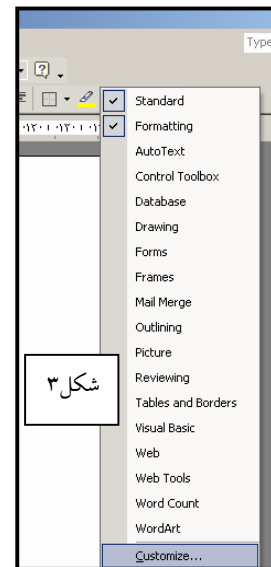 Type
Standard
Formatting
AutoText
Control Toolbox
Database
Drawing
Forms
Frames
Mail Merge
Outlining
Picture
Reviewing
Tables and Borders
Visual Basic
Web
Web Tools
Word Count
WordArt
Customize...
شکل۳